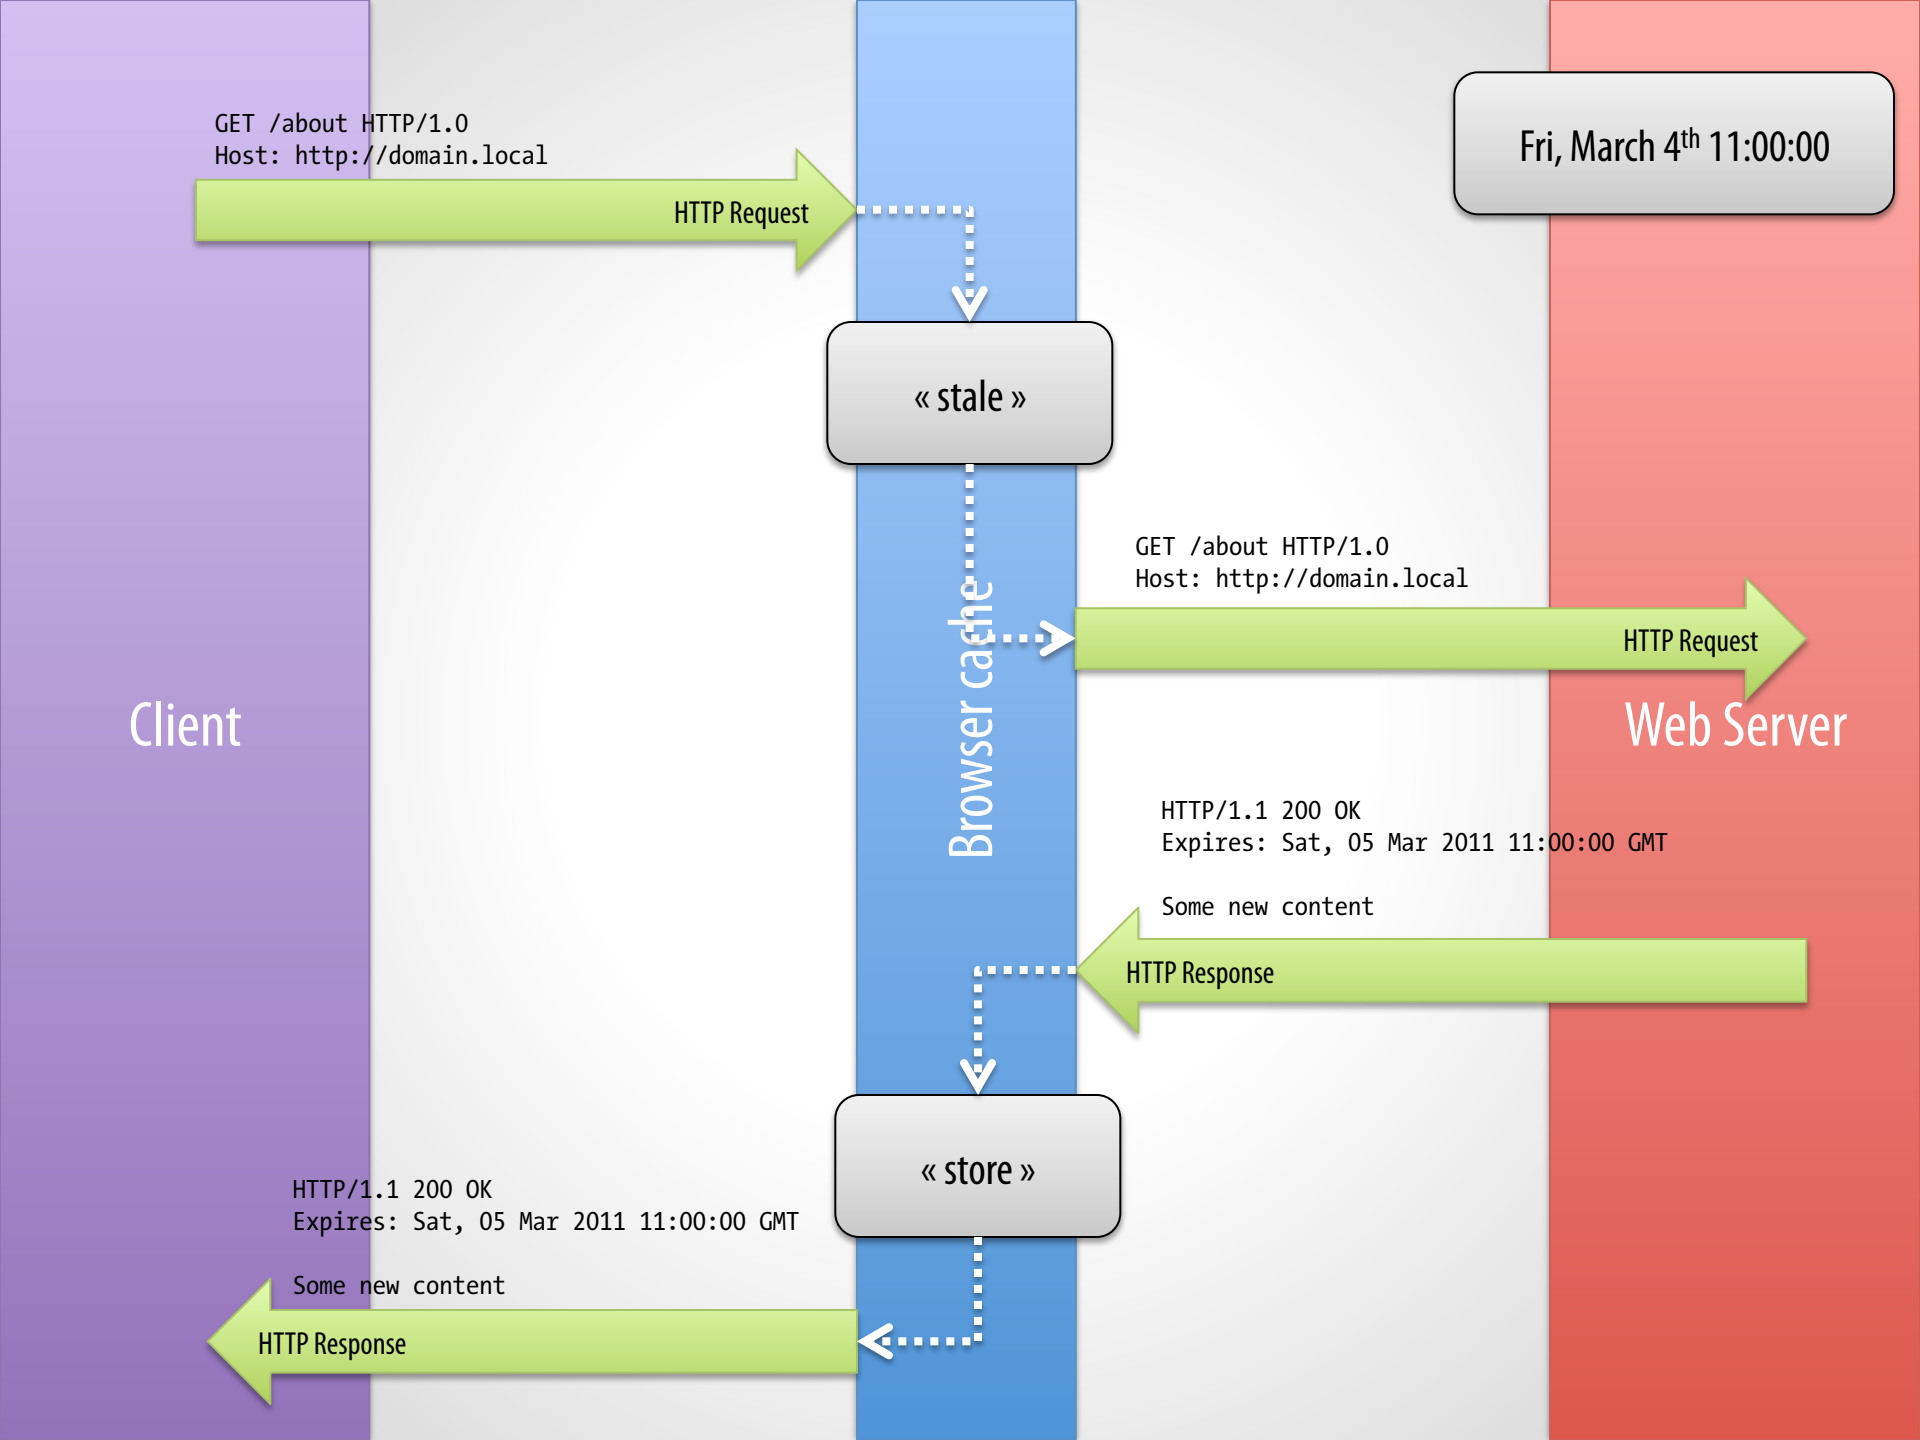 GET /about HTTP/1.0
Host: http://domain.local
HTTP Request
Fri, March 4th 11:00:00
« stale »
GET /about HTTP/1.0
Host: http://domain.local
HTTP Request
Client
Browser cache
Web Server
HTTP/1.1 200 OK
Expires: Sat, 05 Mar 2011 11:00:00 GMT
Some new content
HTTP Response
« store »
HTTP/1.1 200 OK
Expires: Sat, 05 Mar 2011 11:00:00 GMT
Some new content
HTTP Response